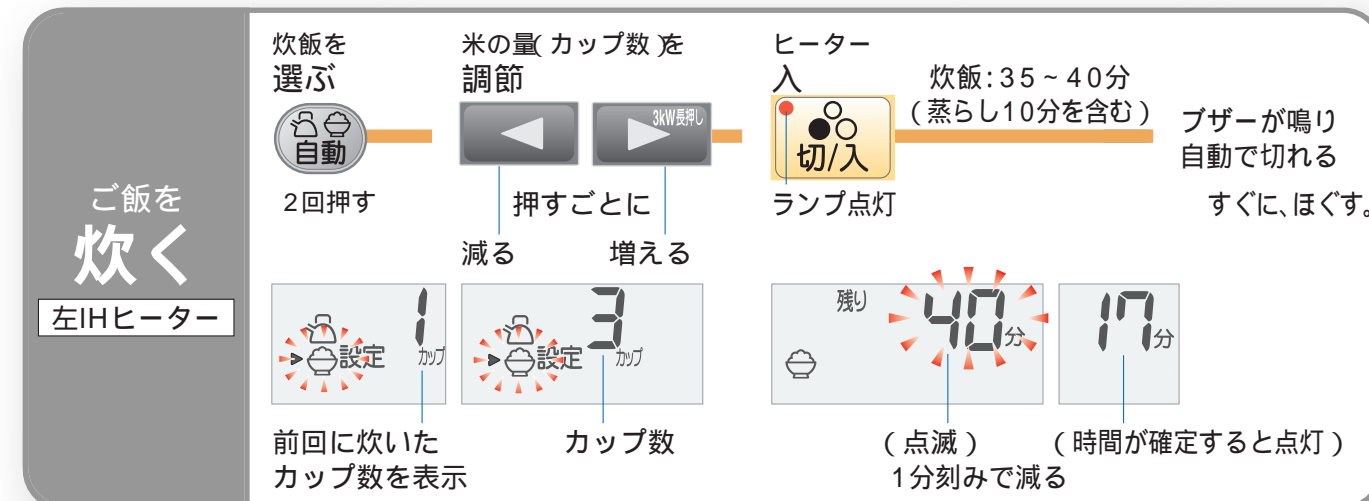 ご飯を
炊く
左IHヒーター
炊飯を
選ぶ
自動
2回押す
米の量(カップ数)を
調節
3kW長押し
押すごとに
減る
増える
ヒーター
入
切/入
ランプ点灯
炊飯:35~40分
(蒸らし10分を含む)
ブザーが鳴り
自動で切れる
すぐに、ほぐす。
設定
1
カップ
前回に炊いた
カップ数を表示
設定
3
カップ
カップ数
残り
40
分
(点滅)
1分刻みで減る
17
分
(時間が確定すると点灯)